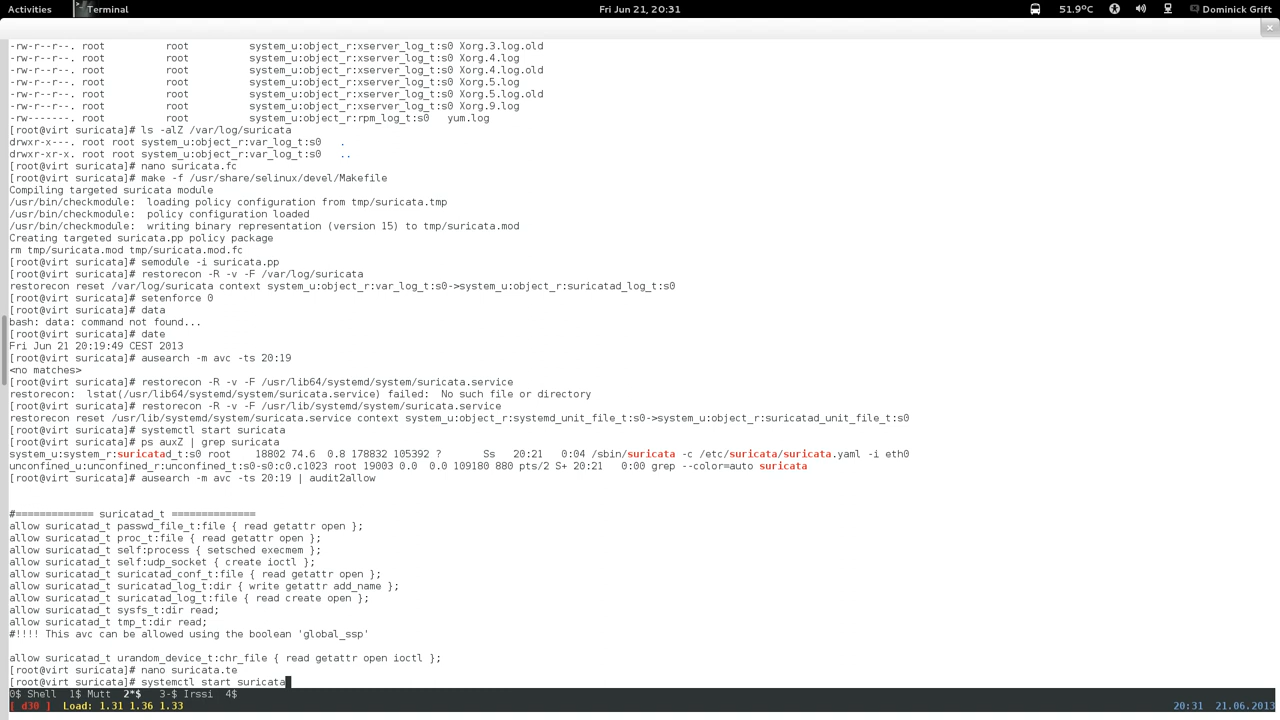 Activities Terminal Fri Jun 21, 20:31 51.9°C Dominick Grift
-rw-r--r--. root root system_u:object_r:xserver_log_t:s0 Xorg.3.log.old
-rw-r--r--. root root system_u:object_r:xserver_log_t:s0 Xorg.4.log
-rw-r--r--. root root system_u:object_r:xserver_log_t:s0 Xorg.4.log.old
-rw-r--r--. root root system_u:object_r:xserver_log_t:s0 Xorg.5.log
-rw-r--r--. root root system_u:object_r:xserver_log_t:s0 Xorg.5.log.old
-rw-r--r--. root root system_u:object_r:xserver_log_t:s0 Xorg.9.log
-rw-------. root root system_u:object_r:rpm_log_t:s0 yum.log
[root@virt suricata]# ls -alZ /var/log/suricata
drwxr-x---. root root system_u:object_r:var_log_t:s0 .
drwxr-xr-x. root root system_u:object_r:var_log_t:s0 ..
[root@virt suricata]# nano suricata.fc
[root@virt suricata]# make -f /usr/share/selinux/devel/Makefile
Compiling targeted suricata module
/usr/bin/checkmodule: loading policy configuration from tmp/suricata.tmp
/usr/bin/checkmodule: policy configuration loaded
/usr/bin/checkmodule: writing binary representation (version 15) to tmp/suricata.mod
Creating targeted suricata.pp policy package
rm tmp/suricata.mod tmp/suricata.mod.fc
[root@virt suricata]# semodule -i suricata.pp
[root@virt suricata]# restorecon -R -v -F /var/log/suricata
restorecon reset /var/log/suricata context system_u:object_r:var_log_t:s0->system_u:object_r:suricatad_log_t:s0
[root@virt suricata]# setenforce 0
[root@virt suricata]# data
bash: data: command not found...
[root@virt suricata]# date
Fri Jun 21 20:19:49 CEST 2013
[root@virt suricata]# ausearch -m avc -ts 20:19
<no matches>
[root@virt suricata]# restorecon -R -v -F /usr/lib64/systemd/system/suricata.service
restorecon: lstat(/usr/lib64/systemd/system/suricata.service) failed: No such file or directory
[root@virt suricata]# restorecon -R -v -F /usr/lib/systemd/system/suricata.service
restorecon reset /usr/lib/systemd/system/suricata.service context system_u:object_r:systemd_unit_file_t:s0->system_u:object_r:suricatad_unit_file_t:s0
[root@virt suricata]# systemctl start suricata
[root@virt suricata]# ps auxZ | grep suricata
system_u:system_r:suricatad_t:s0 root 18802 74.6 0.8 178832 105392 ? Ss 20:21 0:04 /sbin/suricata -c /etc/suricata/suricata.yaml -i eth0
unconfined_u:unconfined_r:unconfined_t:s0-s0:c0.c1023 root 19003 0.0 0.0 109180 880 pts/2 S+ 20:21 0:00 grep --color=auto suricata
[root@virt suricata]# ausearch -m avc -ts 20:19 | audit2allow
#============= suricatad_t ==============
allow suricatad_t passwd_file_t:file { read getattr open };
allow suricatad_t proc_t:file { read getattr open };
allow suricatad_t self:process { setsched execmem };
allow suricatad_t self:udp_socket { create ioctl };
allow suricatad_t suricatad_conf_t:file { read getattr open };
allow suricatad_t suricatad_log_t:dir { write getattr add_name };
allow suricatad_t suricatad_log_t:file { read create open };
allow suricatad_t sysfs_t:dir read;
allow suricatad_t tmp_t:dir read;
#!!!! This avc can be allowed using the boolean 'global_ssp'
allow suricatad_t urandom_device_t:chr_file { read getattr open ioctl };
[root@virt suricata]# nano suricata.te
[root@virt suricata]# systemctl start suricata
0$ Shell 1$ Mutt 2*$ 3-$ Irssi 4$
[ d30 ] Load: 1.31 1.36 1.33 20:31 21.06.2013